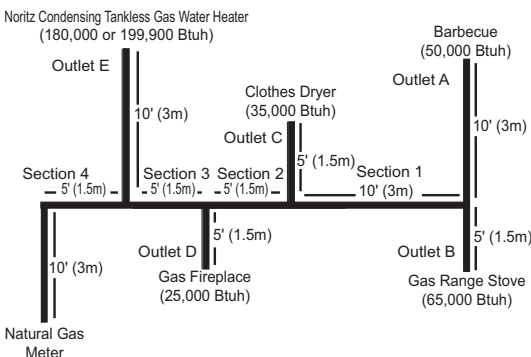 Noritz Condensing Tankless Gas Water Heater
(180,000 or 199,900 Btuh)
Outlet E
10' (3m)
Barbecue
(50,000 Btuh)
Outlet A
10' (3m)
Clothes Dryer
(35,000 Btuh)
Outlet C
5' (1.5m)
Section 4
5' (1.5m)
Section 3
5' (1.5m)
Section 2
5' (1.5m)
Section 1
10' (3m)
10' (3m)
Natural Gas
Meter
Outlet D
5' (1.5m)
Gas Fireplace
(25,000 Btuh)
Outlet B
5' (1.5m)
Gas Range Stove
(65,000 Btuh)